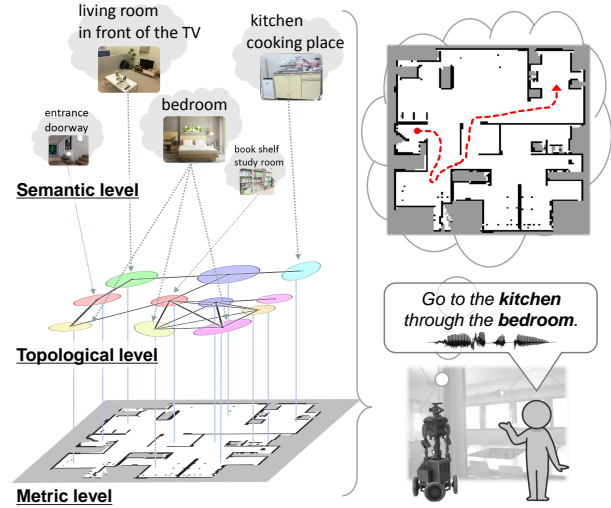 living room
in front of the TV
kitchen
cooking place
entrance
doorway
bedroom
book shelf
study room
Semantic level
Topological level
Metric level
Go to the kitchen
through the bedroom.